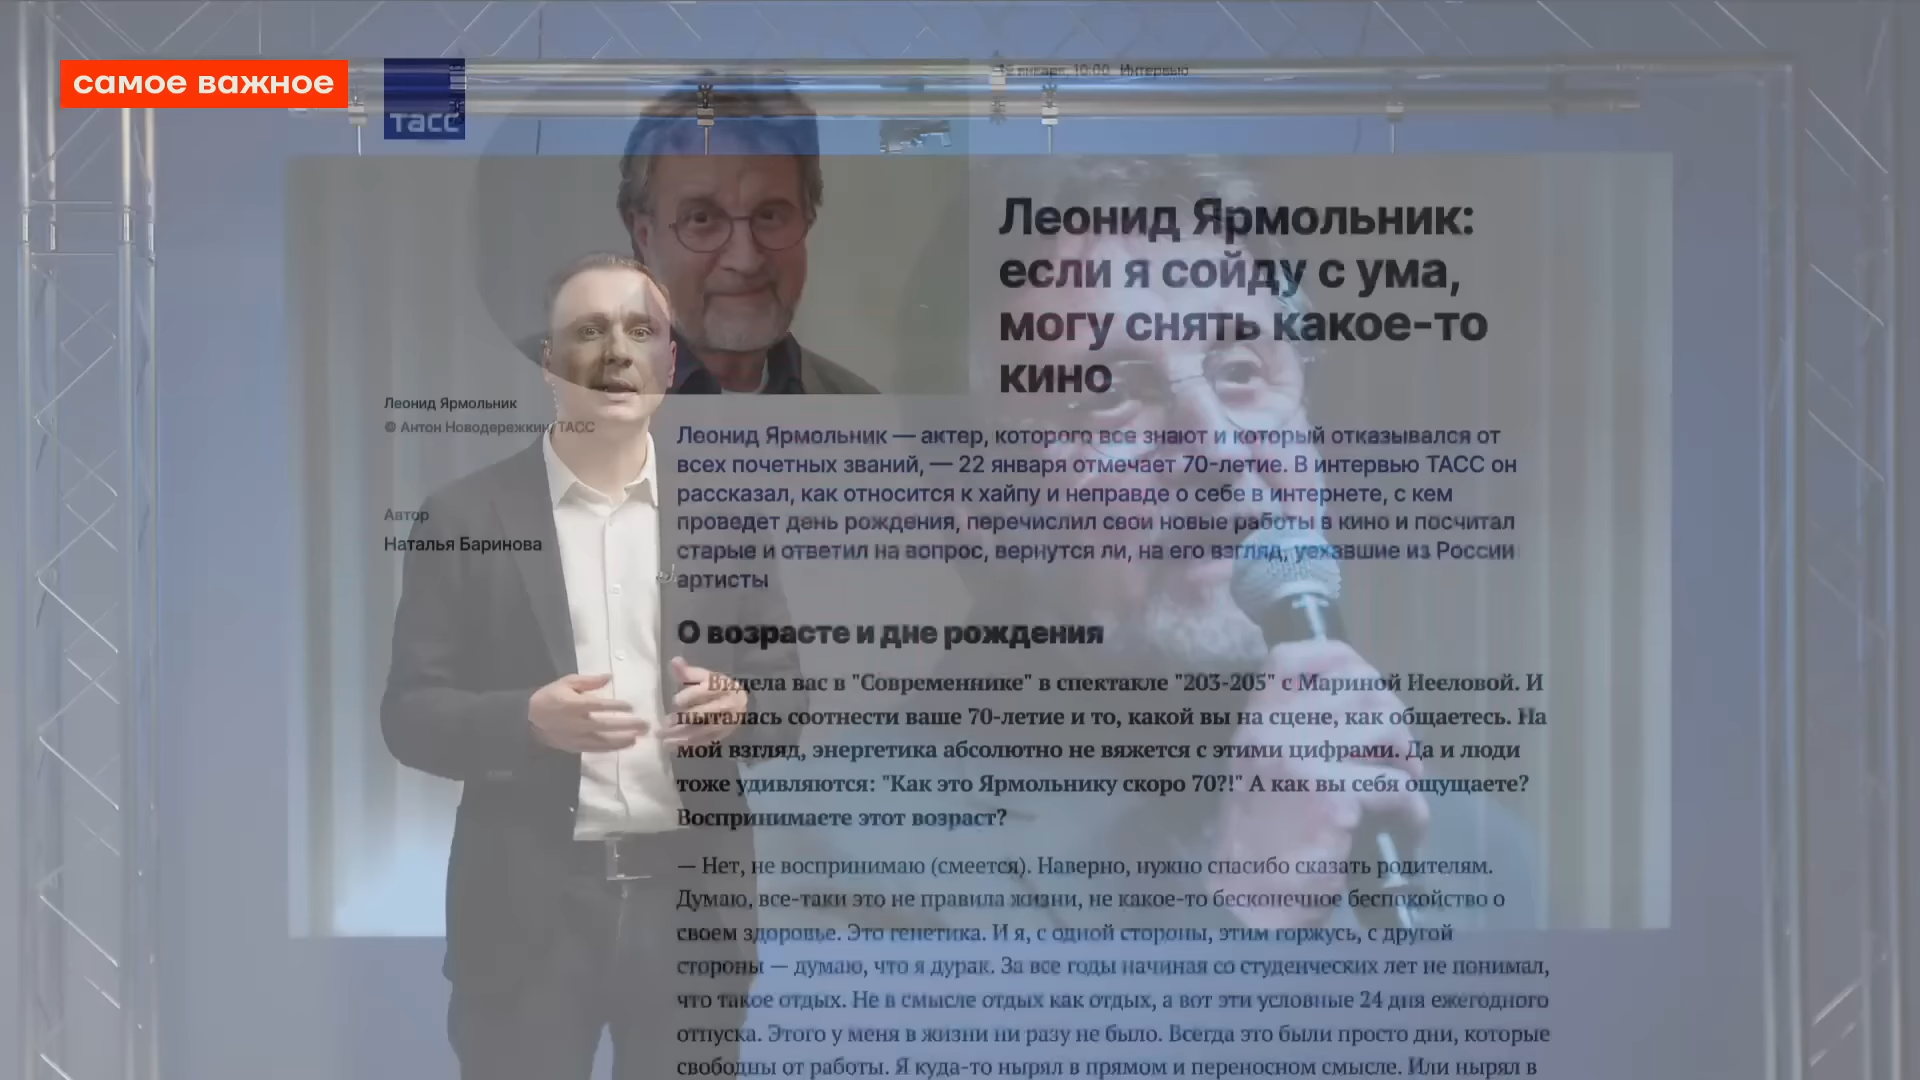 самое важное
ТАСС
10:00 Интервью
Леонид Ярмольник:
если я сойду с ума,
могу снять какое-то
кино
Леонид Ярмольник
© Антон Новодережкин/ТАСС
Леонид Ярмольник — актер, которого все знают и который отказывался от
всех почетных званий, — 22 января отмечает 70-летие. В интервью ТАСС он
рассказал, как относится к хайпу и неправде о себе в интернете, с кем
проведет день рождения, перечислил свои новые работы в кино и посчитал
старые и ответил на вопрос, вернутся ли, на его взгляд, уехавшие из России
артисты
Автор
Наталья Баринова
О возрасте и дне рождения
— Видела вас в "Современнике" в спектакле "203-205" с Мариной Нееловой. И
пыталась соотнести ваше 70-летие и то, какой вы на сцене, как общаетесь. На
мой взгляд, энергетика абсолютно не вяжется с этими цифрами. Да и люди
тоже удивляются: "Как это Ярмольнику скоро 70?!" А как вы себя ощущаете?
Воспринимаете этот возраст?
— Нет, не воспринимаю (смеется). Наверно, нужно спасибо сказать родителям.
Думаю, все-таки это не правила жизни, не какое-то бесконечное беспокойство о
своем здоровье. Это генетика. И я, с одной стороны, этим горжусь, с другой
стороны — думаю, что я дурак. За все годы начиная со студенческих лет не понимал,
что такое отдых. Не в смысле отдых как отдых, а вот эти условные 24 дня ежегодного
отпуска. Этого у меня в жизни ни разу не было. Всегда это были просто дни, которые
свободны от работы. Я куда-то нырял в прямом и переносном смысле. Или нырял в